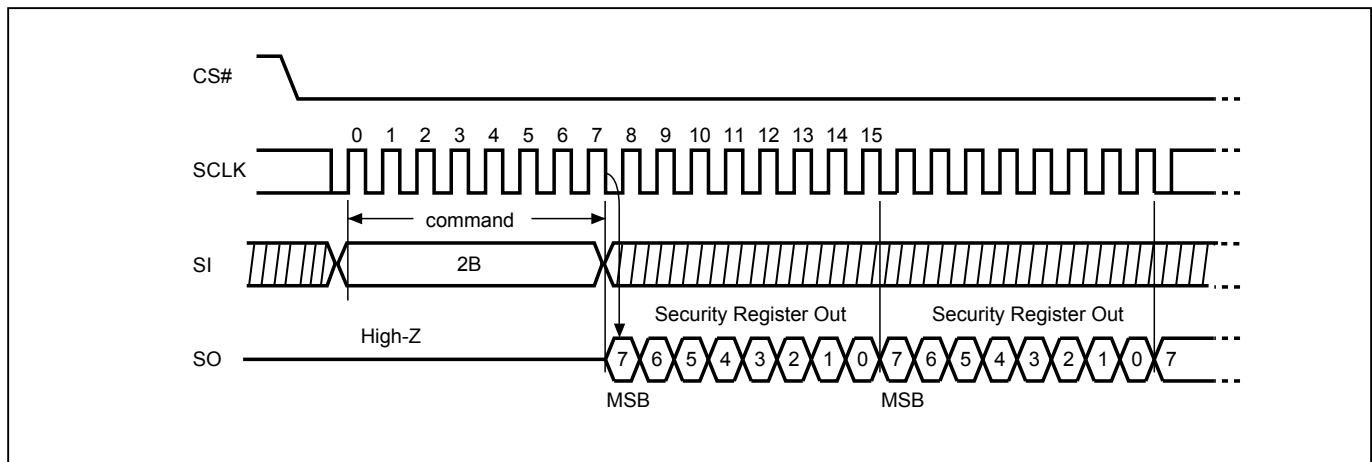 CS#
0 1 2 3 4 5 6 7 8 9 10 11 12 13 14 15
SCLK
command
SI
2B
Security Register Out Security Register Out
High-Z
SO
7 6 5 4 3 2 1 0 7 6 5 4 3 2 1 0 7
MSB MSB